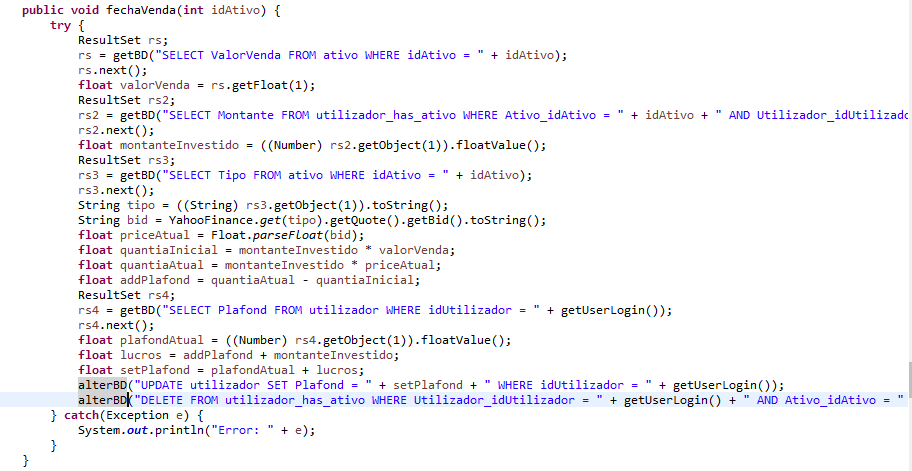 public void fechaVenda(int idAtivo) {
try {
ResultSet rs;
rs = getBD("SELECT ValorVenda FROM ativo WHERE idAtivo = " + idAtivo);
rs.next();
float valorVenda = rs.getFloat(1);
ResultSet rs2;
rs2 = getBD("SELECT Montante FROM utilizador_has_ativo WHERE Ativo_idAtivo = " + idAtivo + " AND Utilizador_idUtilizado
rs2.next();
float montanteInvestido = ((Number) rs2.getObject(1)).floatValue();
ResultSet rs3;
rs3 = getBD("SELECT Tipo FROM ativo WHERE idAtivo = " + idAtivo);
rs3.next();
String tipo = ((String) rs3.getObject(1)).toString();
String bid = YahooFinance.get(tipo).getQuote().getBid().toString();
float priceAtual = Float.parseFloat(bid);
float quantiaInicial = montanteInvestido * valorVenda;
float quantiaAtual = montanteInvestido * priceAtual;
float addPlafond = quantiaAtual - quantiaInicial;
ResultSet rs4;
rs4 = getBD("SELECT Plafond FROM utilizador WHERE idUtilizador = " + getUserLogin());
rs4.next();
float plafondAtual = ((Number) rs4.getObject(1)).floatValue();
float lucros = addPlafond + montanteInvestido;
float setPlafond = plafondAtual + lucros;
alterBD("UPDATE utilizador SET Plafond = " + setPlafond + " WHERE idUtilizador = " + getUserLogin());
alterBD("DELETE FROM utilizador_has_ativo WHERE Utilizador_idUtilizador = " + getUserLogin() + " AND Ativo_idAtivo = "
} catch(Exception e) {
System.out.println("Error: " + e);
}
}